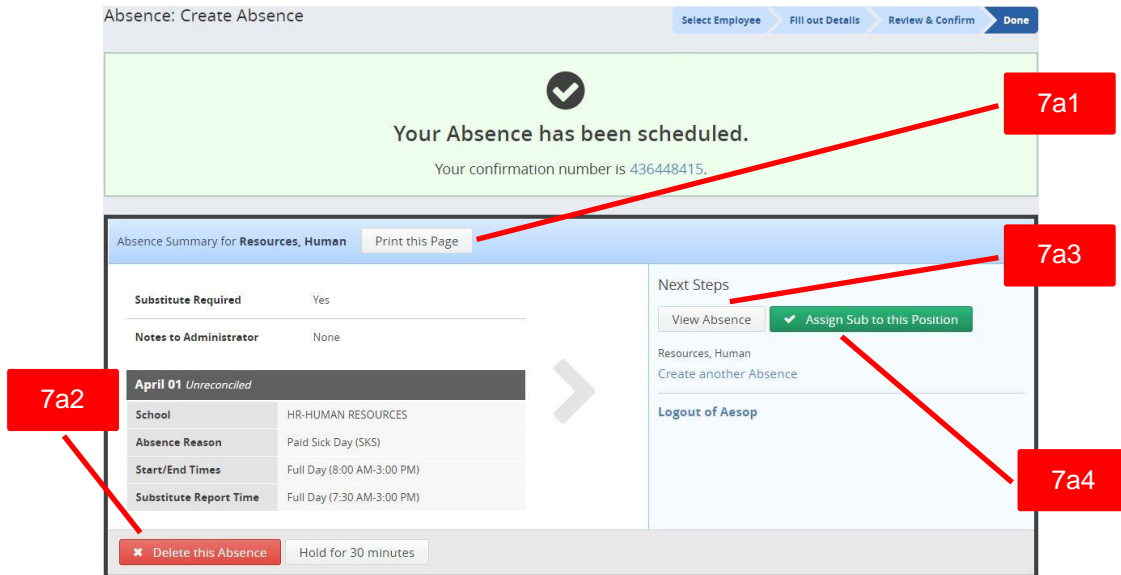 Absence: Create Absence
Select Employee Fill out Details Review & Confirm Done
7a1
Your Absence has been scheduled.
Your confirmation number is 436448415.
Absence Summary for Resources, Human Print this Page
7a3
Substitute Required Yes
Notes to Administrator None
7a2
April 01 Unreconciled
School HR-HUMAN RESOURCES
Absence Reason Paid Sick Day (SKS)
Start/End Times Full Day (8:00 AM-3:00 PM)
Substitute Report Time Full Day (7:30 AM-3:00 PM)
Next Steps
View Absence Assign Sub to this Position
Resources, Human
Create another Absence
Logout of Aesop
7a4
Delete this Absence Hold for 30 minutes